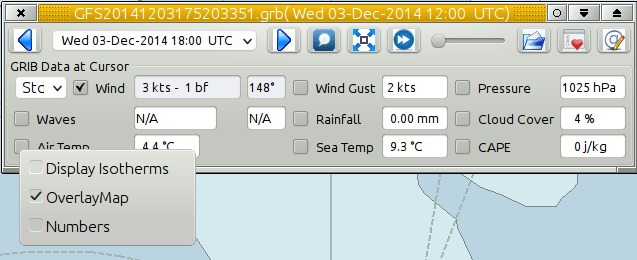 GFS20141203175203351.grb( Wed 03-Dec-2014 12:00  UTC)
Wed 03-Dec-2014 18:00  UTC
GRIB Data at Cursor
Stc Wind 3 kts -  1 bf 148° Wind Gust 2 kts Pressure 1025 hPa
Waves N/A N/A Rainfall 0.00 mm Cloud Cover 4 %
Air Temp 4.4 °C Sea Temp 9.3 °C CAPE 0 j/kg
Display Isotherms
OverlayMap
Numbers